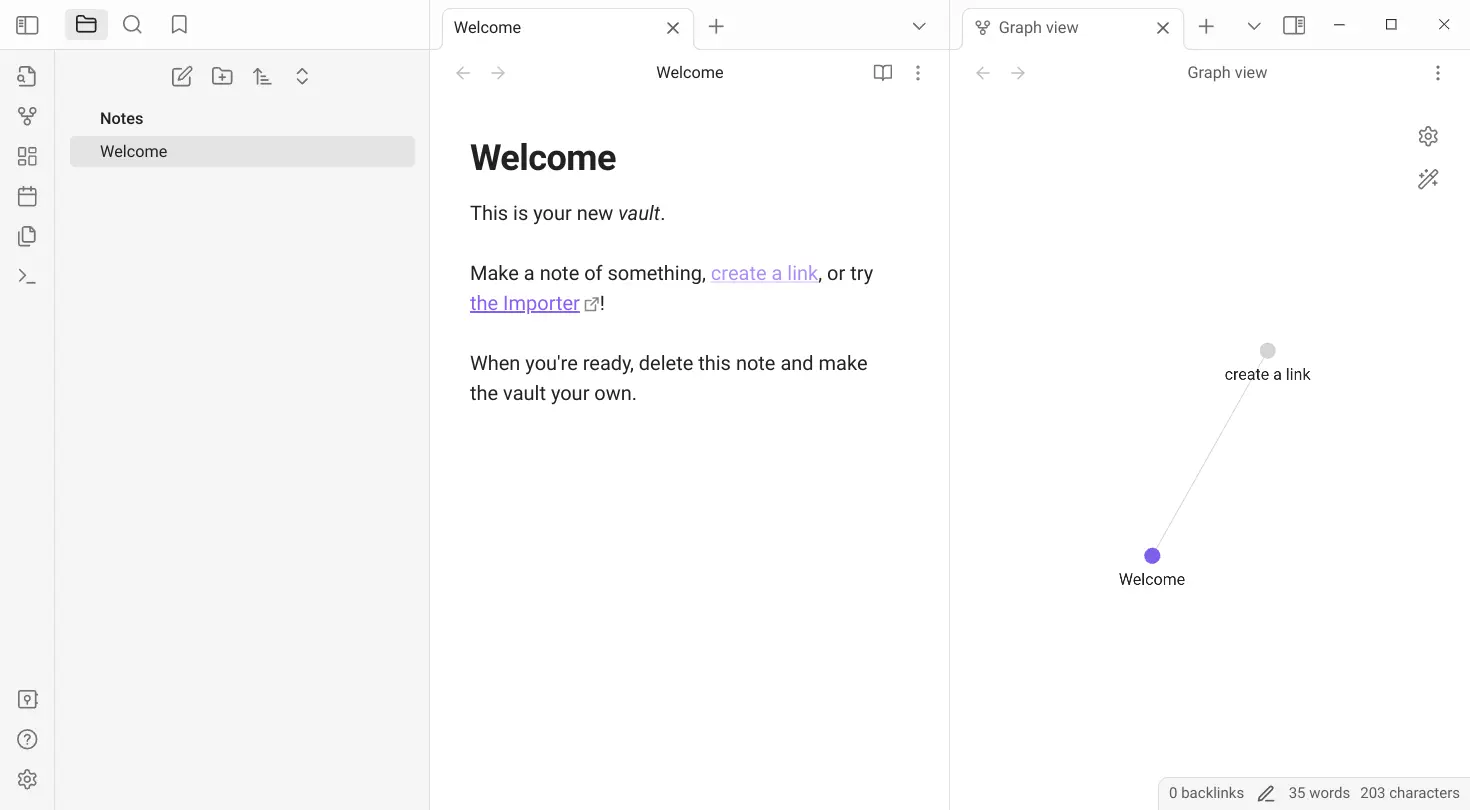 Welcome
Graph view
Notes
Welcome
Welcome
Welcome
This is your new vault.
Make a note of something, create a link, or try
the Importer!
When you're ready, delete this note and make
the vault your own.
Graph view
create a link
Welcome
0 backlinks 35 words 203 characters